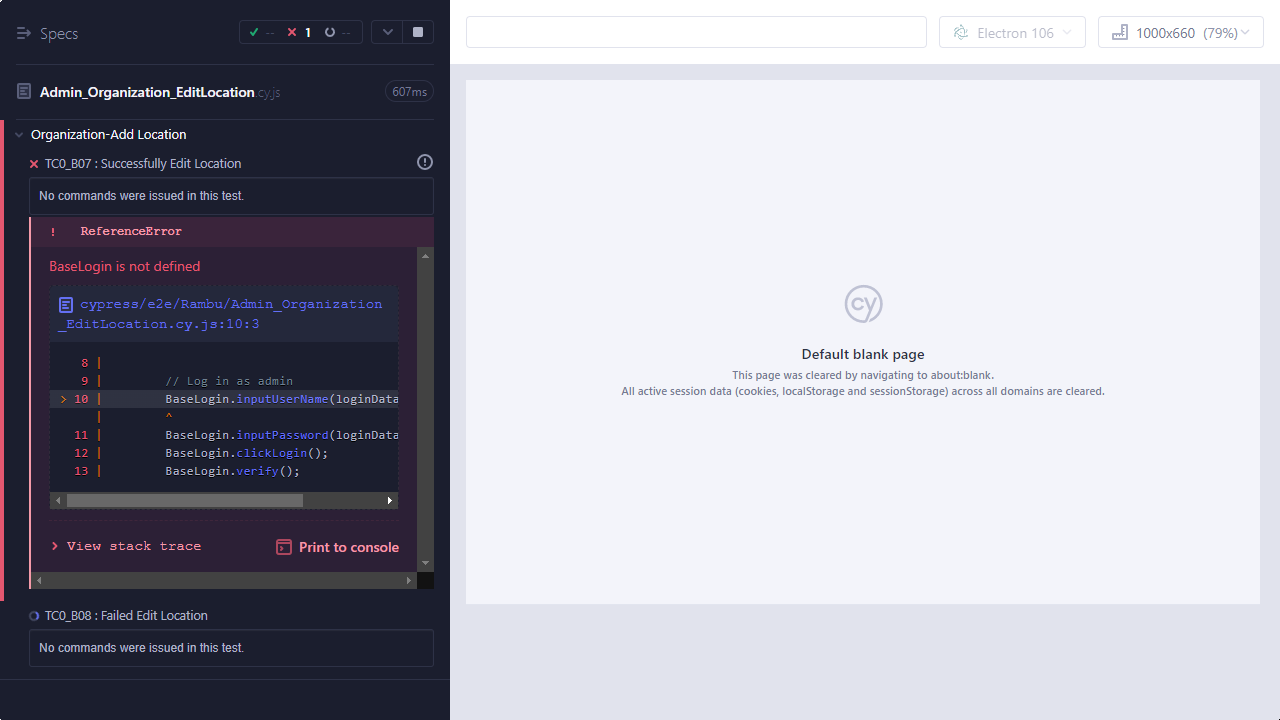 Specs
--
1
--
Electron 106
1000x660 (79%)
Admin_Organization_EditLocation.cy.js
607ms
Organization-Add Location
TC0_B07 : Successfully Edit Location
No commands were issued in this test.
! ReferenceError
BaseLogin is not defined
cypress/e2e/Rambu/Admin_Organization
_EditLocation.cy.js:10:3
8 |
9 | // Log in as admin
> 10 | BaseLogin.inputUserName(loginData
| ^
11 | BaseLogin.inputPassword(loginData
12 | BaseLogin.clickLogin();
13 | BaseLogin.verify();
> View stack trace
Print to console
TC0_B08 : Failed Edit Location
No commands were issued in this test.
cy
Default blank page
This page was cleared by navigating to about:blank.
All active session data (cookies, localStorage and sessionStorage) across all domains are cleared.